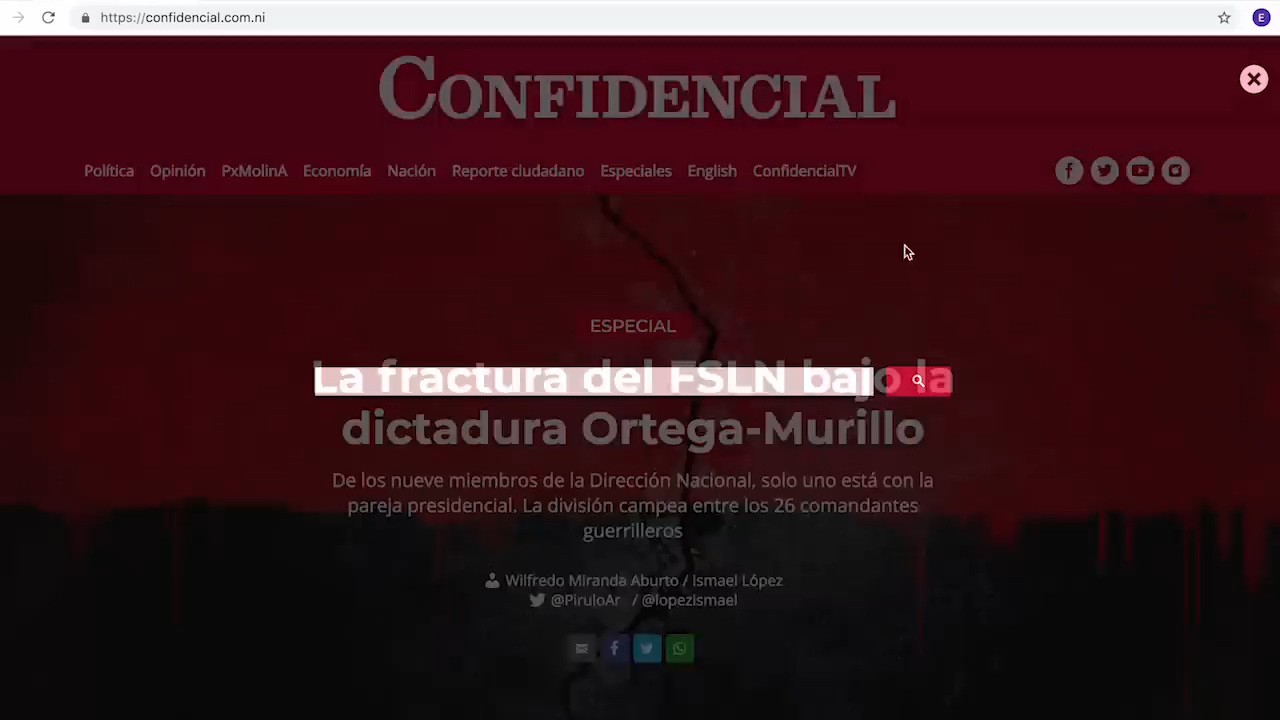 https://confidencial.com.ni
E
CONFIDENCIAL
Política Opinión PxMolinA Economía Nación Reporte ciudadano Especiales English ConfidencialTV
ESPECIAL
La fractura del FSLN bajo la
dictadura Ortega-Murillo
De los nueve miembros de la Dirección Nacional, solo uno está con la
pareja presidencial. La división campea entre los 26 comandantes
guerrilleros
Wilfredo Miranda Aburto / Ismael López
@PiruloAr / @lopezismael